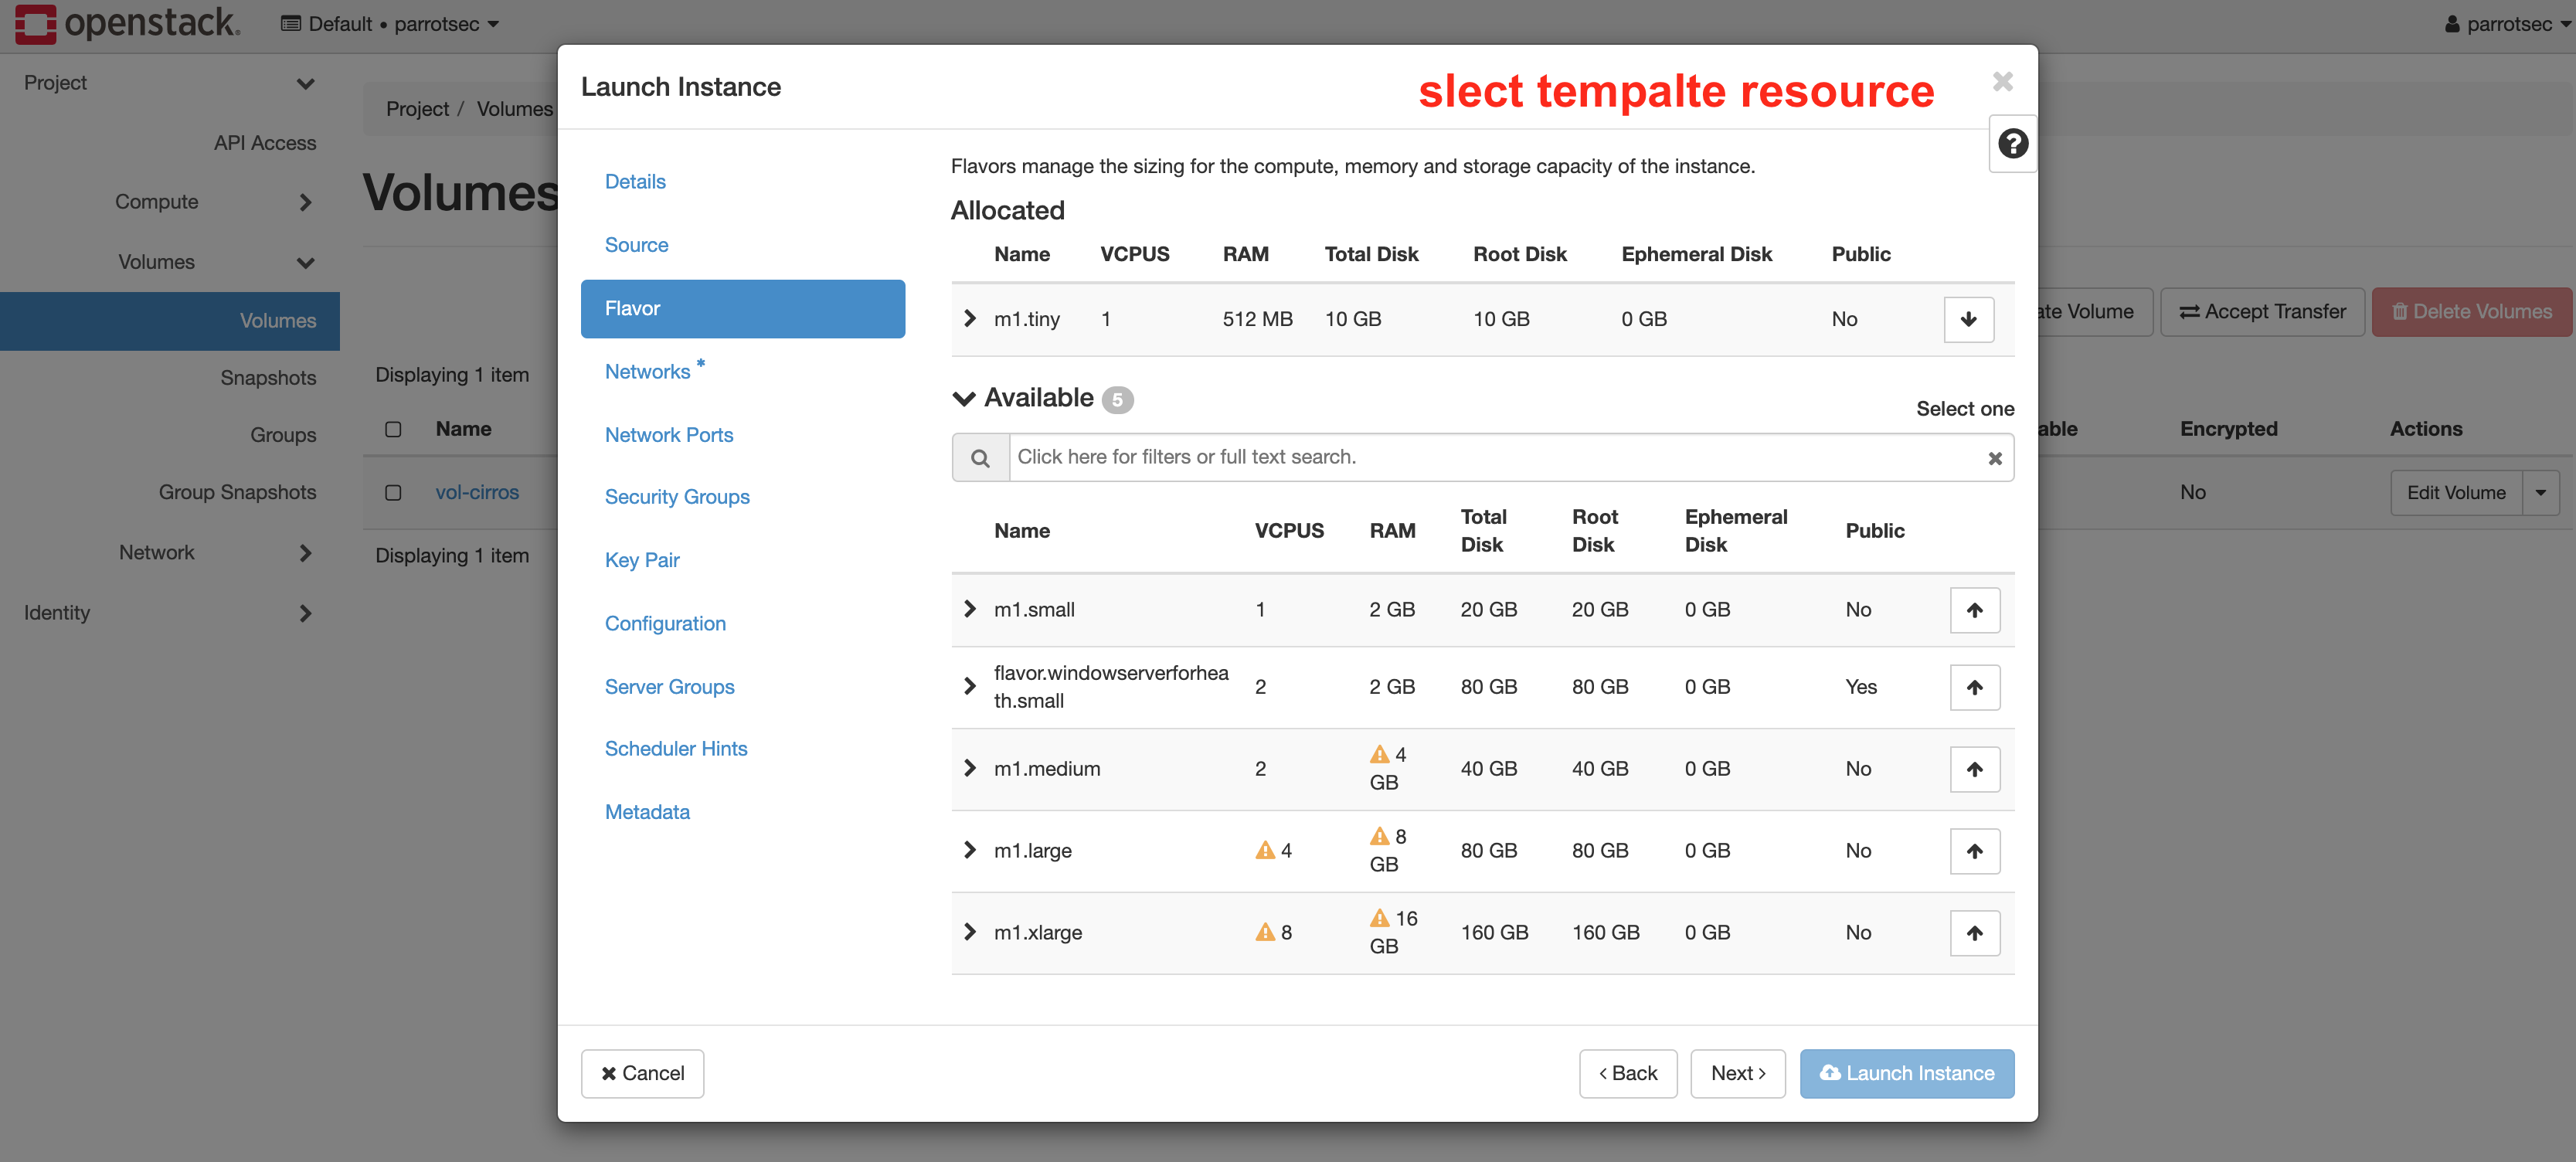 openstack.
Default • parrotsec
parrotsec
Project
API Access
Compute
Volumes
Volumes
Snapshots
Groups
Group Snapshots
Network
Identity
Project / Volumes
Volumes
Displaying 1 item
Name
vol-cirros
Displaying 1 item
ate Volume
Accept Transfer
Delete Volumes
able
Encrypted
Actions
No
Edit Volume
Launch Instance
slect tempalte resource
Details
Source
Flavor
Networks *
Network Ports
Security Groups
Key Pair
Configuration
Server Groups
Scheduler Hints
Metadata
Flavors manage the sizing for the compute, memory and storage capacity of the instance.
Allocated
Name VCPUS RAM Total Disk Root Disk Ephemeral Disk Public
m1.tiny 1 512 MB 10 GB 10 GB 0 GB No
Available 5
Select one
Click here for filters or full text search.
Name VCPUS RAM Total Disk Root Disk Ephemeral Disk Public
m1.small 1 2 GB 20 GB 20 GB 0 GB No
flavor.windowserverforhea
th.small 2 2 GB 80 GB 80 GB 0 GB Yes
m1.medium 2 4 GB 40 GB 40 GB 0 GB No
m1.large 4 8 GB 80 GB 80 GB 0 GB No
m1.xlarge 8 16 GB 160 GB 160 GB 0 GB No
Cancel
< Back
Next >
Launch Instance